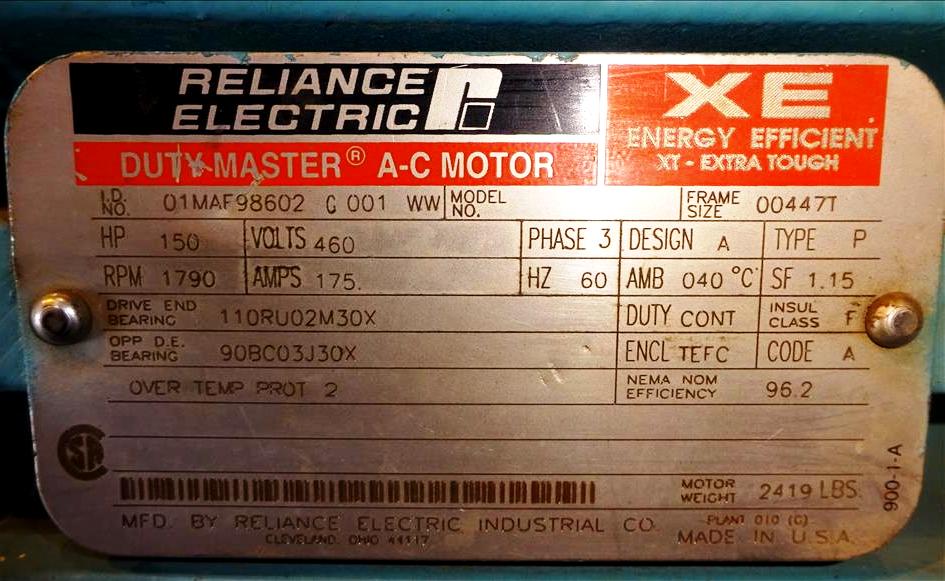 RELIANCE
ELECTRIC
XE
ENERGY EFFICIENT
XT - EXTRA TOUGH
DUTY MASTER® A-C MOTOR
I.D. NO. 01MAF98602 G 001 WW MODEL NO. FRAME SIZE 00447T
HP 150 VOLTS 460 PHASE 3 DESIGN A TYPE P
RPM 1790 AMPS 175. HZ 60 AMB 040 °C SF 1.15
DRIVE END BEARING 110RU02M30X DUTY CONT INSUL CLASS F
OPP D.E. BEARING 90BC03J30X ENCL TEFC CODE A
OVER TEMP PROT 2 NEMA NOM EFFICIENCY 96.2
MOTOR WEIGHT 2419 LBS.
900-1-A
MFD. BY RELIANCE ELECTRIC INDUSTRIAL CO. PLANT 010 (G)
CLEVELAND, OHIO 44117 MADE IN U.S.A.